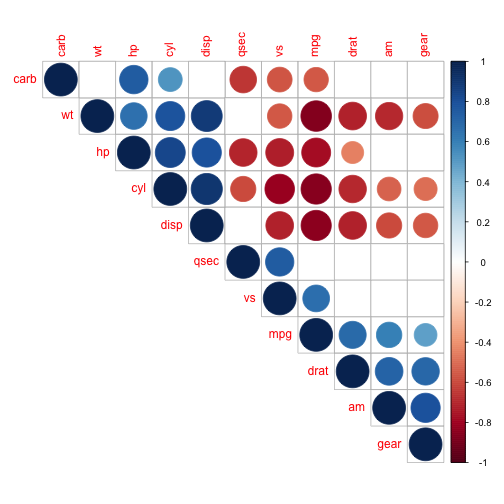 carb wt hp cyl disp qsec vs mpg drat am gear
carb
wt
hp
cyl
disp
qsec
vs
mpg
drat
am
gear
1
0.8
0.6
0.4
0.2
0
-0.2
-0.4
-0.6
-0.8
-1